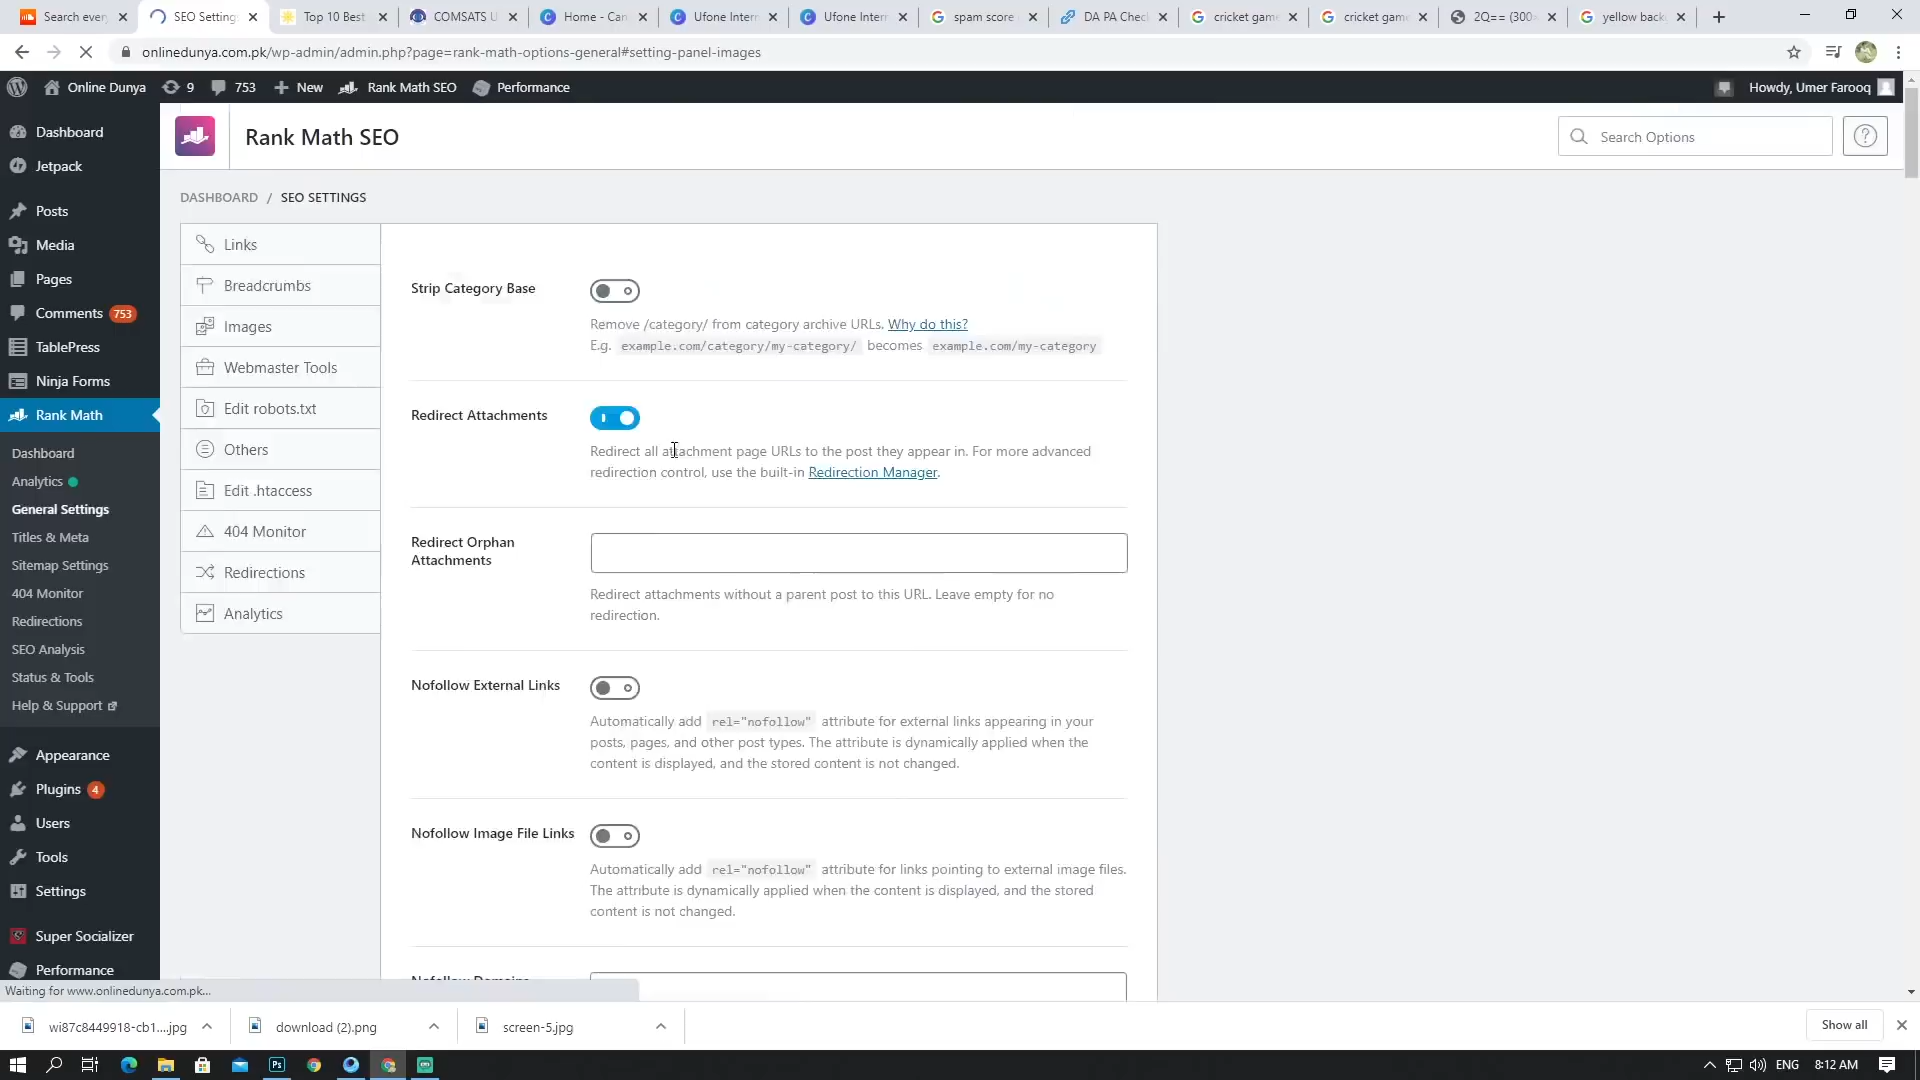 Search ever
SEO Setting
Top 10 Best
COMSATS U
Home - Can
Ufone Intern
Ufone Intern
spam score
DA PA Chec
cricket game
cricket game
2Q== (300×
yellow back
onlinedunya.com.pk/wp-admin/admin.php?page=rank-math-options-general#setting-panel-images
Online Dunya
9
753
New
Rank Math SEO
Performance
Howdy, Umer Farooq
Dashboard
Jetpack
Posts
Media
Pages
Comments 753
TablePress
Ninja Forms
Rank Math
Dashboard
Analytics
General Settings
Titles & Meta
Sitemap Settings
404 Monitor
Redirections
SEO Analysis
Status & Tools
Help & Support
Appearance
Plugins 4
Users
Tools
Settings
Super Socializer
Performance
Rank Math SEO
Search Options
DASHBOARD / SEO SETTINGS
Links
Breadcrumbs
Images
Webmaster Tools
Edit robots.txt
Others
Edit .htaccess
404 Monitor
Redirections
Analytics
Strip Category Base
Remove /category/ from category archive URLs. Why do this?
E.g. example.com/category/my-category/ becomes example.com/my-category
Redirect Attachments
Redirect all attachment page URLs to the post they appear in. For more advanced
redirection control, use the built-in Redirection Manager.
Redirect Orphan
Attachments
Redirect attachments without a parent post to this URL. Leave empty for no
redirection.
Nofollow External Links
Automatically add rel="nofollow" attribute for external links appearing in your
posts, pages, and other post types. The attribute is dynamically applied when the
content is displayed, and the stored content is not changed.
Nofollow Image File Links
Automatically add rel="nofollow" attribute for links pointing to external image files.
The attribute is dynamically applied when the content is displayed, and the stored
content is not changed.
Nofollow Domains
Waiting for www.onlinedunya.com.pk...
wi87c8449918-cb1....jpg
download (2).png
screen-5.jpg
Show all
Ps
ENG
8:12 AM